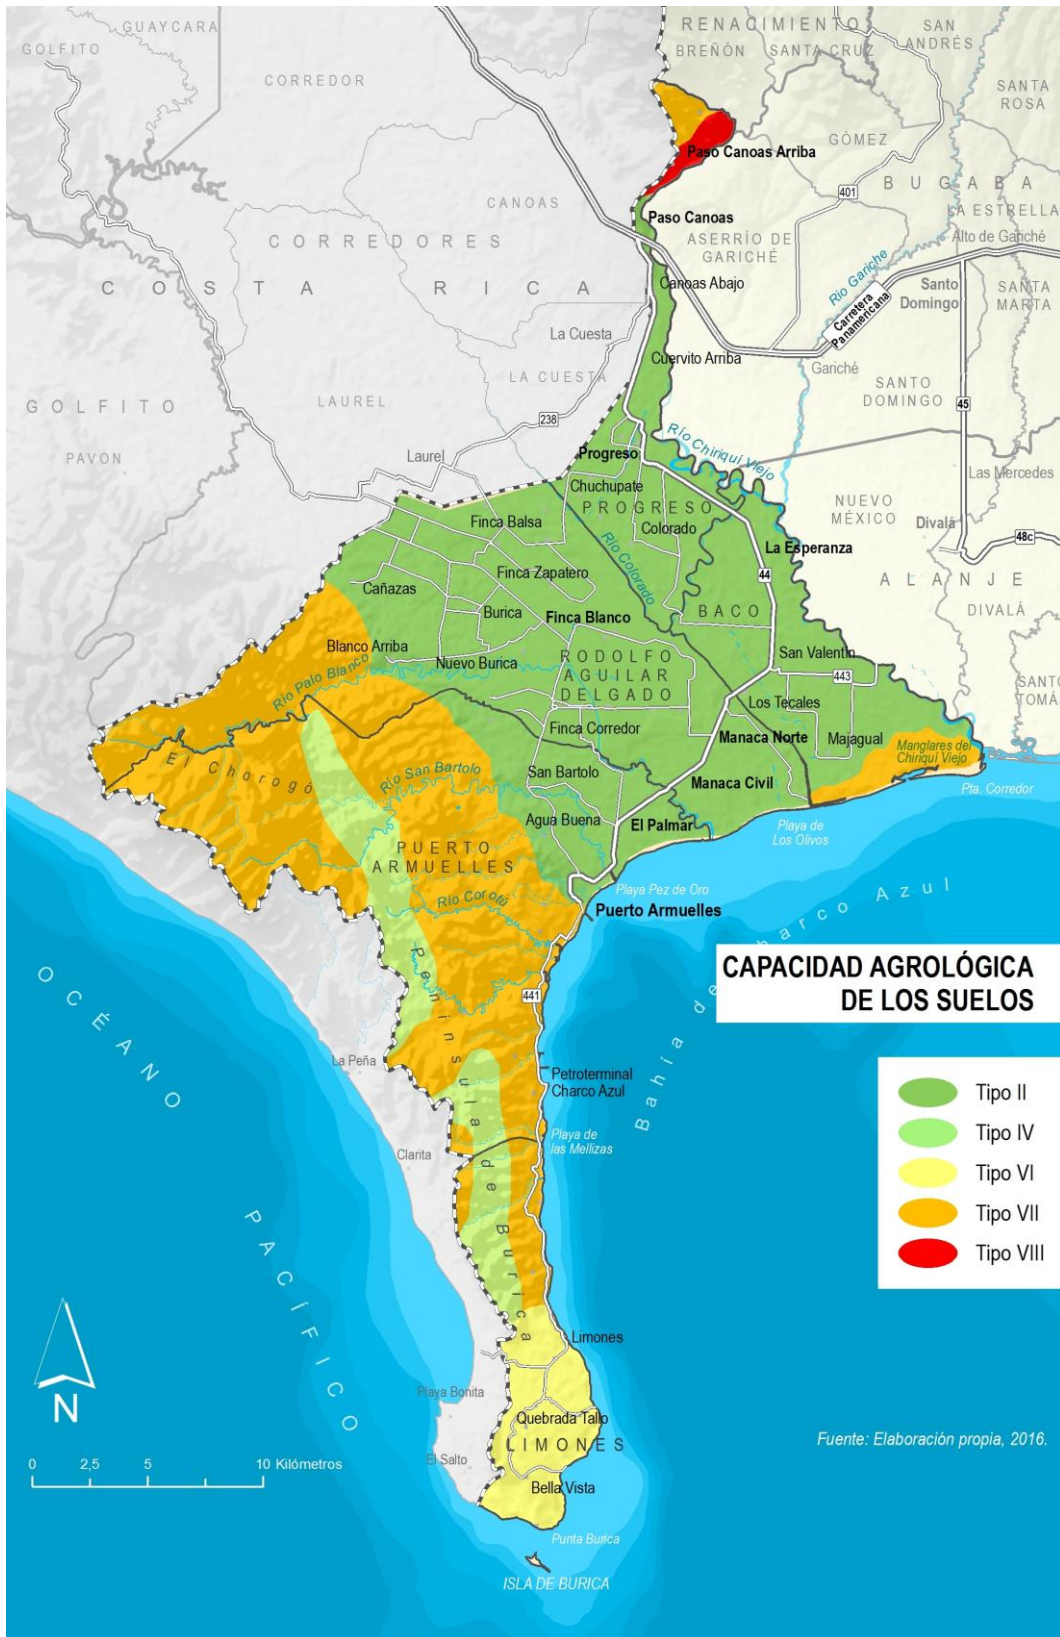 RENACIMIENTO
GUAYCARA
SAN
ANDRÉS
GOLFITO
BREÑÓN
SANTA CRUZ
CORREDOR
SANTA
ROSA
Paso Canoas Arriba
GÓMEZ
401
BUGABA
CANOAS
Paso Canoas
LA ESTRELLA
CORREDORES
ASERRÍO DE
GARICHÉ
Alto de Gariché
Río Gariche
COSTA RICA
Canoas Abajo
Santo
Domingo
SANTA
MARTA
Carretera
Panamericana
La Cuesta
Cuervito Arriba
Gariché
LA CUESTA
SANTO
DOMINGO
GOLFITO
LAUREL
238
45
PAVON
Laurel
Progreso
Río Chiriquí Viejo
Las Mercedes
Chuchupate
PROGRESO
NUEVO
MÉXICO
Finca Balsa
Colorado
Divalá
48c
La Esperanza
Río Colorado
Finca Zapatero
44
ALANJE
Cañazas
Burica
Finca Blanco
BACO
DIVALÁ
Blanco Arriba
Nuevo Burica
RODOLFO
AGUILAR
DELGADO
San Valentín
443
SANTO
TOMÁ
Río Palo Blanco
Los Tecales
Finca Corredor
Manaca Norte
Majagual
Manglares del
Chiriquí Viejo
El Chorogó
Río San Bartolo
San Bartolo
Manaca Civil
Pta. Corredor
Agua Buena
El Palmar
Playa de
Los Olivos
PUERTO
ARMUELLES
Playa Pez de Oro
Río Corotú
Puerto Armuelles
Bahía de Charco Azul
CAPACIDAD AGROLÓGICA
DE LOS SUELOS
OCÉANO PACÍFICO
Península de Burica
441
La Peña
Petroterminal
Charco Azul
Tipo II
Tipo IV
Tipo VI
Tipo VII
Tipo VIII
Playa de
las Mellizas
Clarita
Limones
N
Playa Bonita
Quebrada Tallo
LIMONES
El Salto
Fuente: Elaboración propia, 2016.
0 2,5 5 10 Kilómetros
Bella Vista
Punta Burica
ISLA DE BURICA